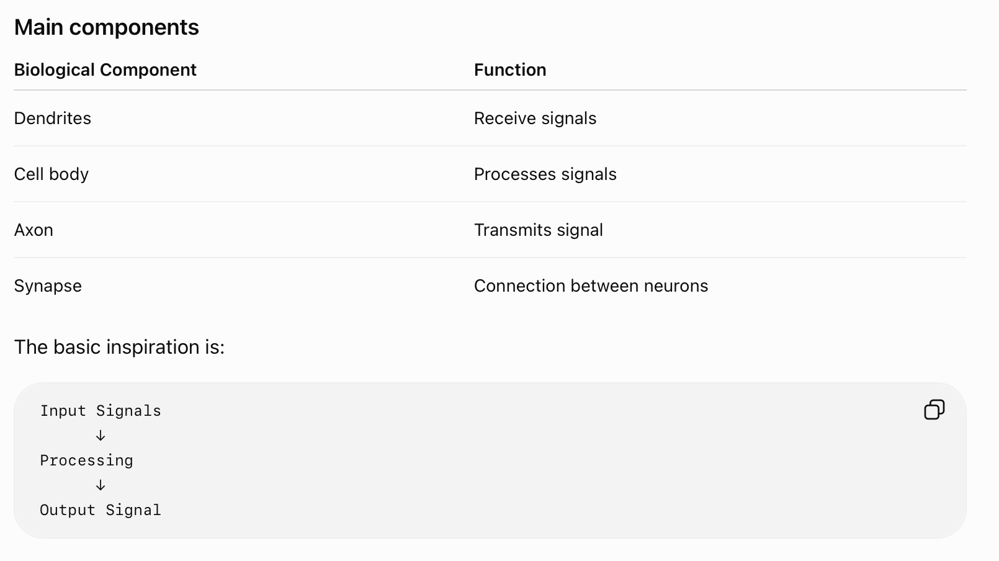 Main components
Biological Component Function
Dendrites Receive signals
Cell body Processes signals
Axon Transmits signal
Synapse Connection between neurons
The basic inspiration is:
Input Signals
↓
Processing
↓
Output Signal